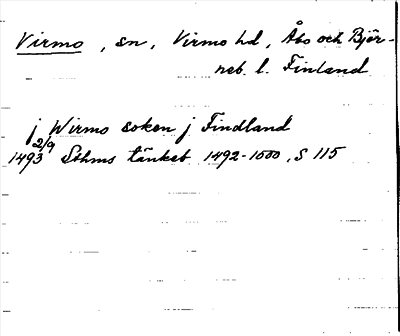 Virmo, sn, Virmo hd, Åbo och Björ-
neb. l. Finland
j Wirmo soken j Findland
2/9
1493 Sthms tänkeb 1492-1500, S 115